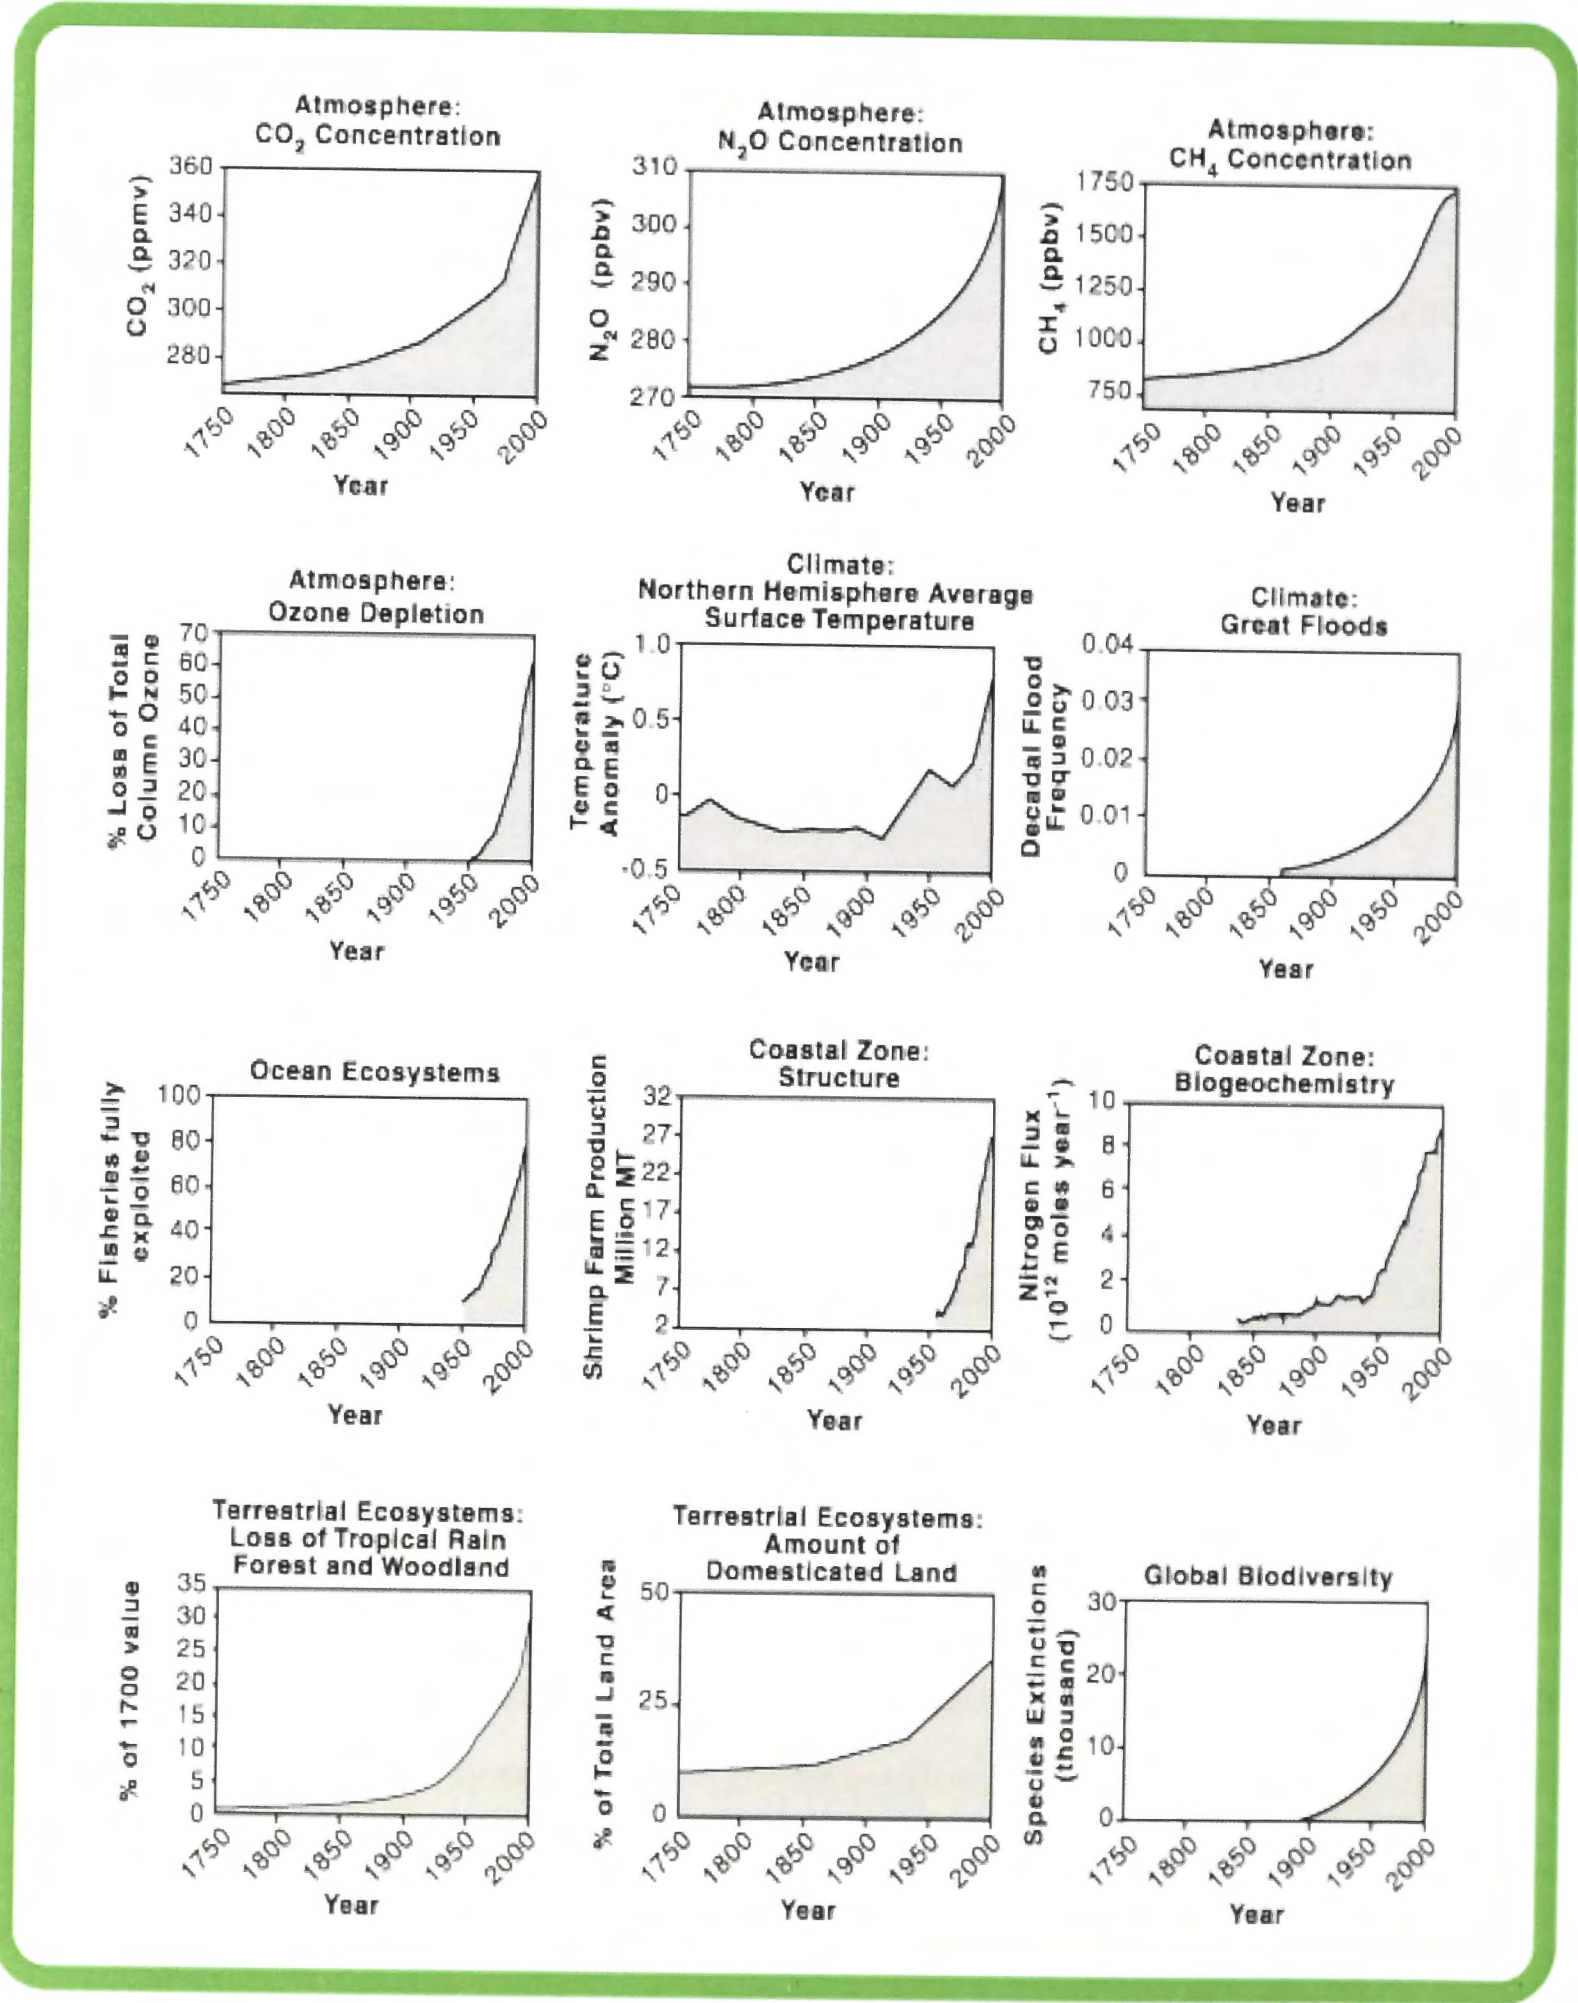 Atmosphere:
CO₂ Concentration
CO₂ (ppmv)
360
340
320
300
280
1750
1800
1850
1900
1950
2000
Year
Atmosphere:
N₂O Concentration
N₂O (ppbv)
310
300
290
280
270
1750
1800
1850
1900
1950
2000
Year
Atmosphere:
CH₄ Concentration
CH₄ (ppbv)
1750
1500
1250
1000
750
1750
1800
1850
1900
1950
2000
Year
Atmosphere:
Ozone Depletion
% Loss of Total
Column Ozone
70
60
50
40
30
20
10
0
1750
1800
1850
1900
1950
2000
Year
Climate:
Northern Hemisphere Average
Surface Temperature
Temperature
Anomaly (°C)
1.0
0.5
0
-0.5
1750
1800
1850
1900
1950
2000
Year
Climate:
Great Floods
Decadal Flood
Frequency
0.04
0.03
0.02
0.01
0
1750
1800
1850
1900
1950
2000
Year
Ocean Ecosystems
% Fisheries fully
exploited
100
80
60
40
20
0
1750
1800
1850
1900
1950
2000
Year
Coastal Zone:
Structure
Shrimp Farm Production
Million MT
32
27
22
17
12
7
2
1750
1800
1850
1900
1950
2000
Year
Coastal Zone:
Biogeochemistry
Nitrogen Flux
(10¹² moles year⁻¹)
10
8
6
4
2
0
1750
1800
1850
1900
1950
2000
Year
Terrestrial Ecosystems:
Loss of Tropical Rain
Forest and Woodland
% of 1700 value
35
30
25
20
15
10
5
0
1750
1800
1850
1900
1950
2000
Year
Terrestrial Ecosystems:
Amount of
Domesticated Land
% of Total Land Area
50
25
0
1750
1800
1850
1900
1950
2000
Year
Global Biodiversity
Species Extinctions
(thousand)
30
20
10
0
1750
1800
1850
1900
1950
2000
Year